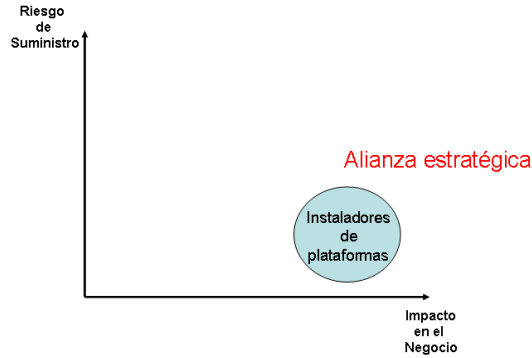 Riesgo
de
Suministro
Alianza estratégica
Instaladores
de
plataformas
Impacto
en el
Negocio